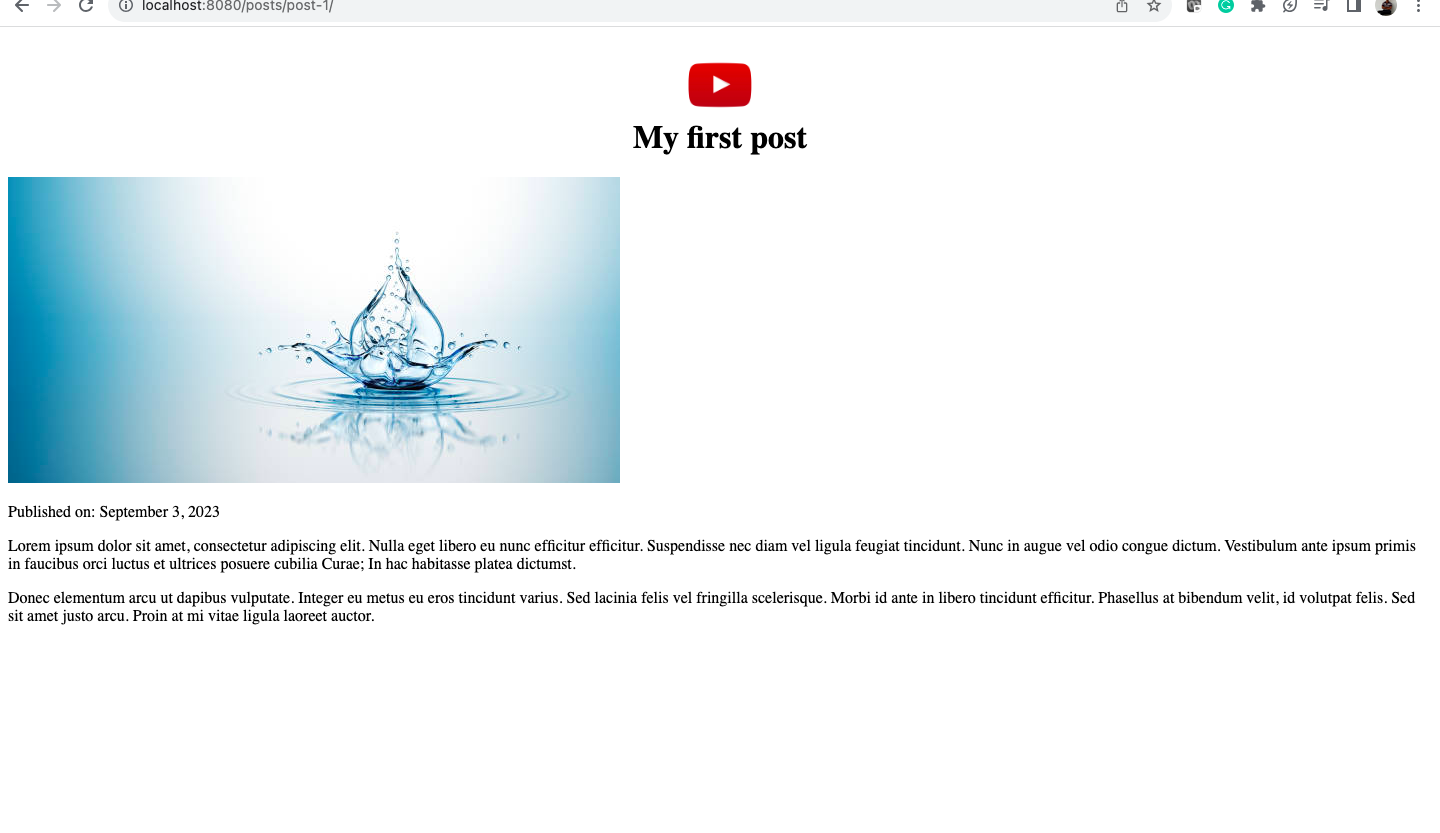 localhost:8080/posts/post-1/
My first post
Published on: September 3, 2023
Lorem ipsum dolor sit amet, consectetur adipiscing elit. Nulla eget libero eu nunc efficitur efficitur. Suspendisse nec diam vel ligula feugiat tincidunt. Nunc in augue vel odio congue dictum. Vestibulum ante ipsum primis
in faucibus orci luctus et ultrices posuere cubilia Curae; In hac habitasse platea dictumst.
Donec elementum arcu ut dapibus vulputate. Integer eu metus eu eros tincidunt varius. Sed lacinia felis vel fringilla scelerisque. Morbi id ante in libero tincidunt efficitur. Phasellus at bibendum velit, id volutpat felis. Sed
sit amet justo arcu. Proin at mi vitae ligula laoreet auctor.